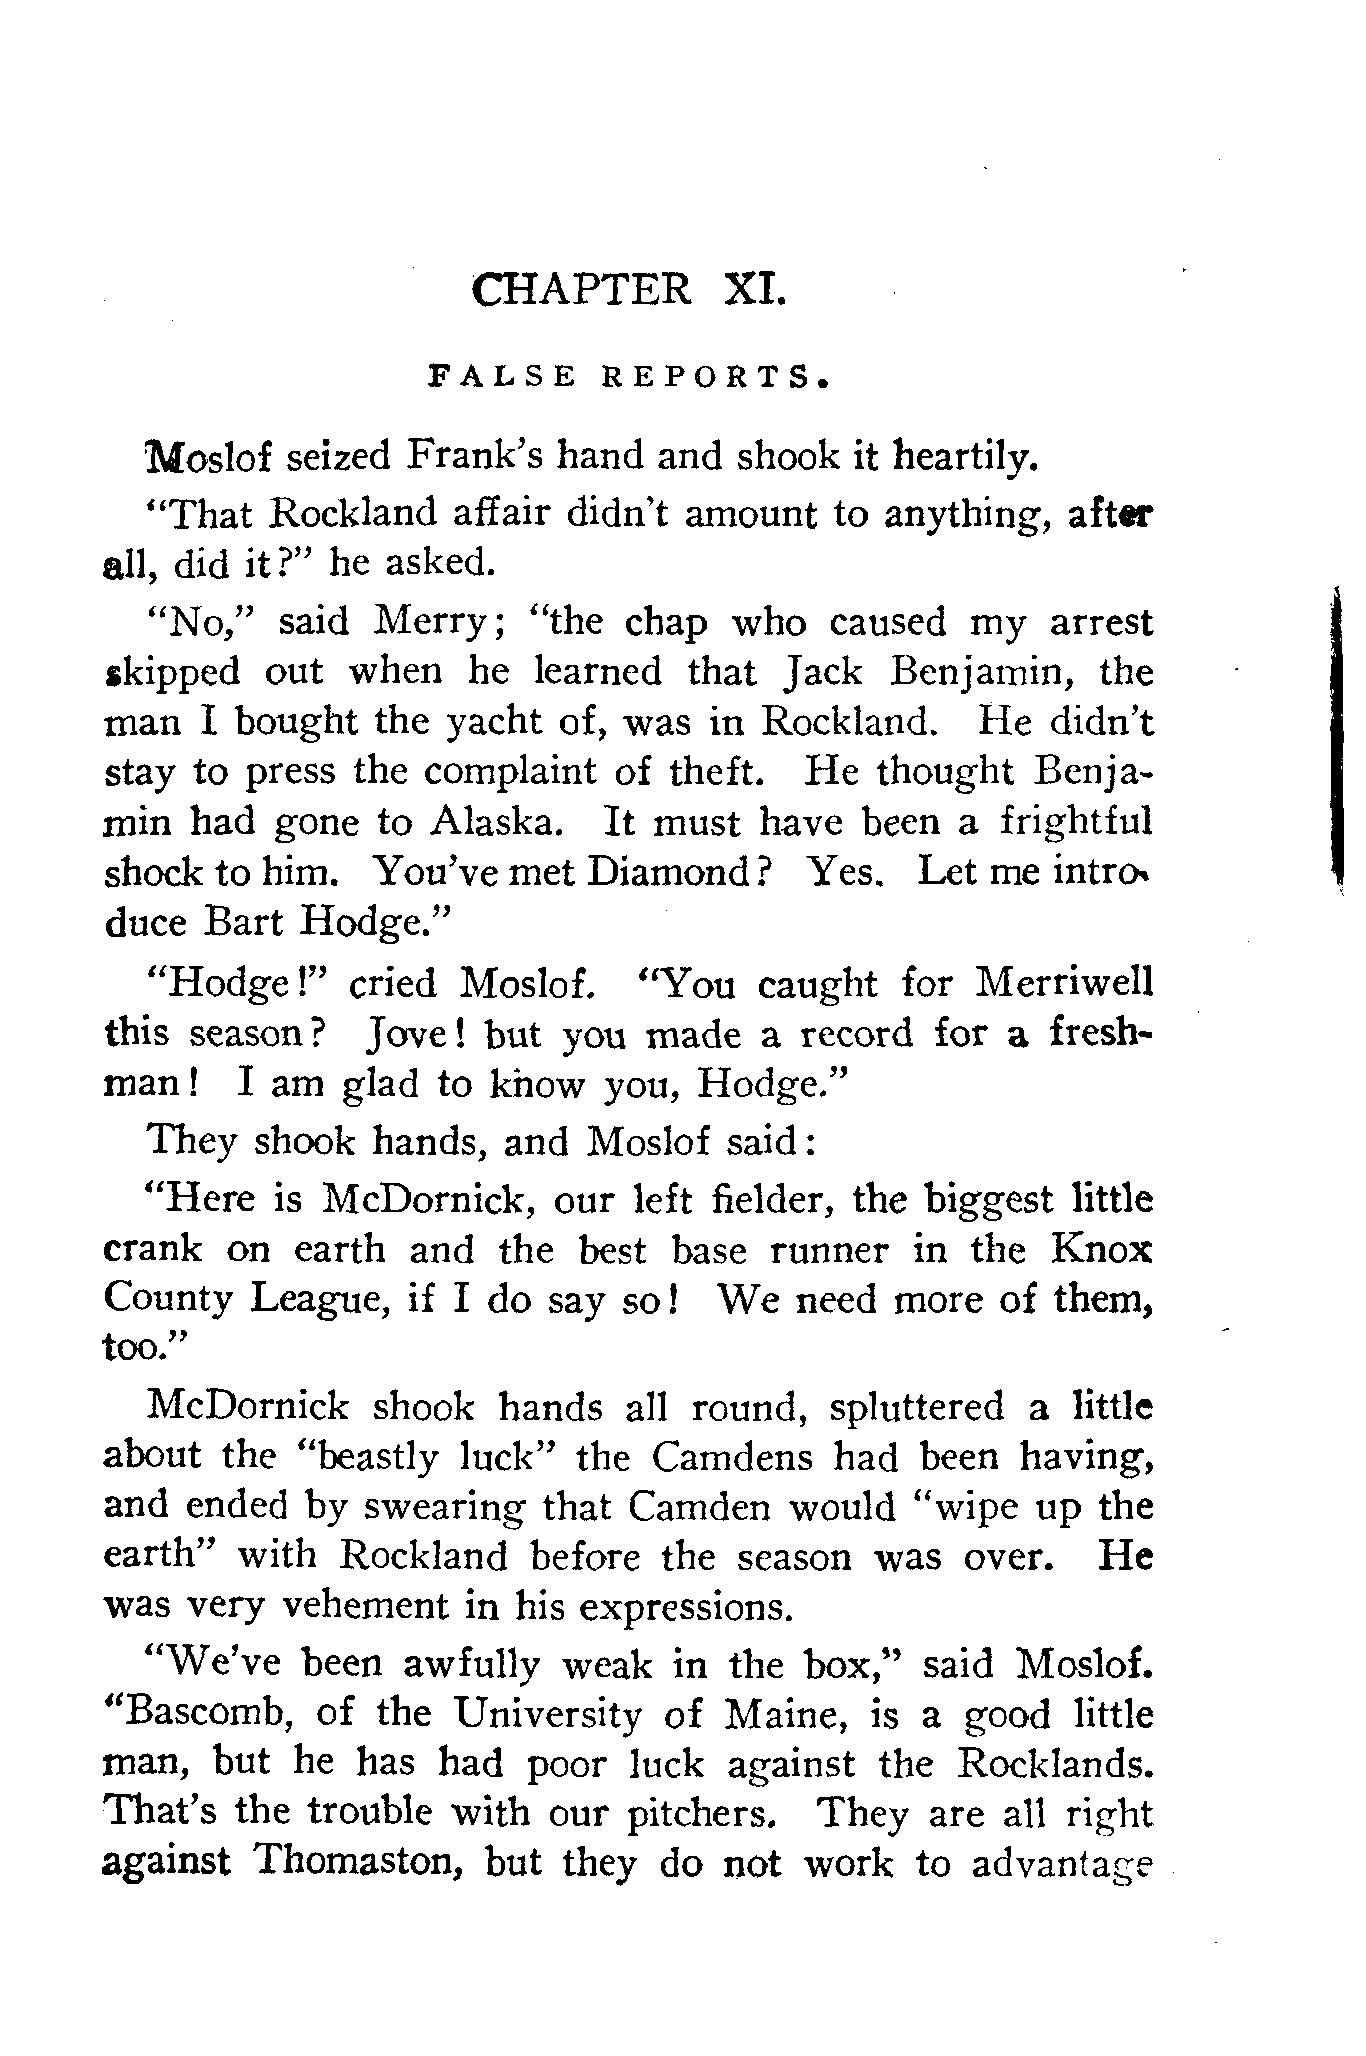 CHAPTER XI.
FALSE REPORTS.
Moslof seized Frank's hand and shook it heartily.
"That Rockland affair didn't amount to anything, after
all, did it?" he asked.
"No," said Merry; "the chap who caused my arrest
skipped out when he learned that Jack Benjamin, the
man I bought the yacht of, was in Rockland. He didn't
stay to press the complaint of theft. He thought Benja-
min had gone to Alaska. It must have been a frightful
shock to him. You've met Diamond? Yes. Let me intro-
duce Bart Hodge."
"Hodge!" cried Moslof. "You caught for Merriwell
this season? Jove! but you made a record for a fresh-
man! I am glad to know you, Hodge."
They shook hands, and Moslof said:
"Here is McDornick, our left fielder, the biggest little
crank on earth and the best base runner in the Knox
County League, if I do say so! We need more of them,
too."
McDornick shook hands all round, spluttered a little
about the "beastly luck" the Camdens had been having,
and ended by swearing that Camden would "wipe up the
earth" with Rockland before the season was over. He
was very vehement in his expressions.
"We've been awfully weak in the box," said Moslof.
"Bascomb, of the University of Maine, is a good little
man, but he has had poor luck against the Rocklands.
That's the trouble with our pitchers. They are all right
against Thomaston, but they do not work to advantage